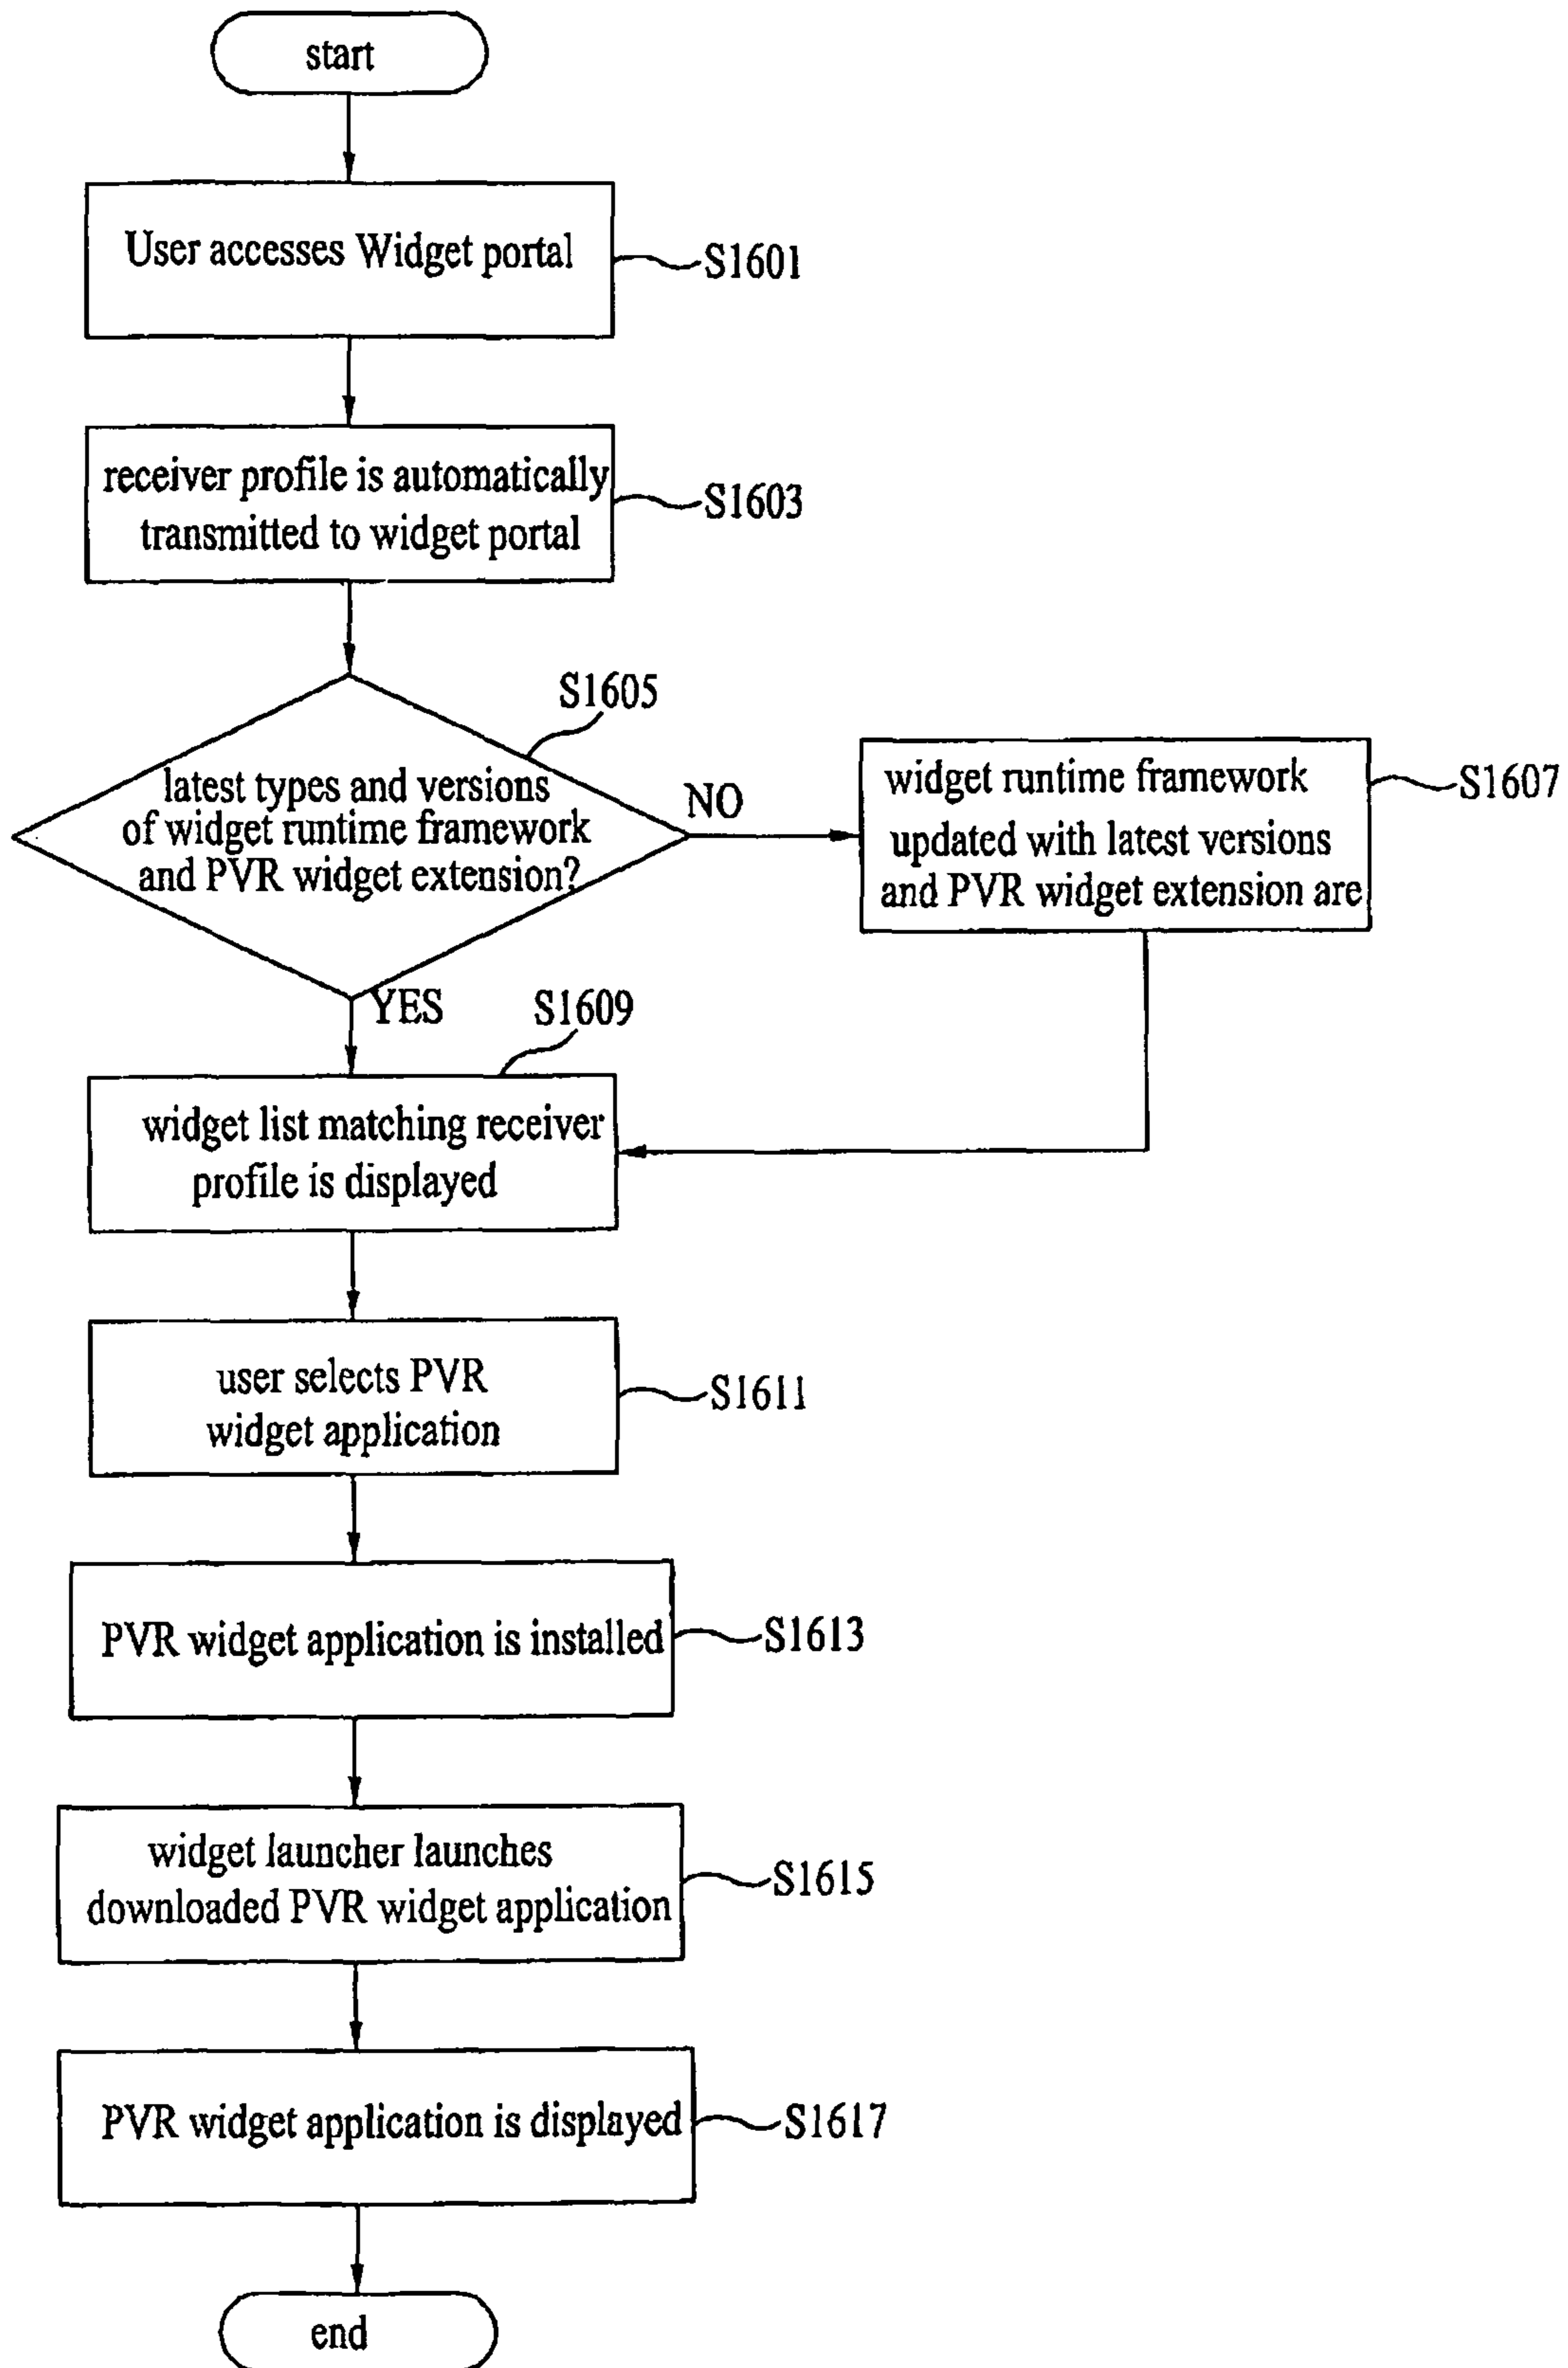 start
User accesses Widget portal
S1601
receiver profile is automatically
transmitted to widget portal
S1603
S1605
latest types and versions
of widget runtime framework
and PVR widget extension?
NO
widget runtime framework
updated with latest versions
and PVR widget extension are
S1607
YES
S1609
widget list matching receiver
profile is displayed
user selects PVR
widget application
S1611
PVR widget application is installed
S1613
widget launcher launches
downloaded PVR widget application
S1615
PVR widget application is displayed
S1617
end